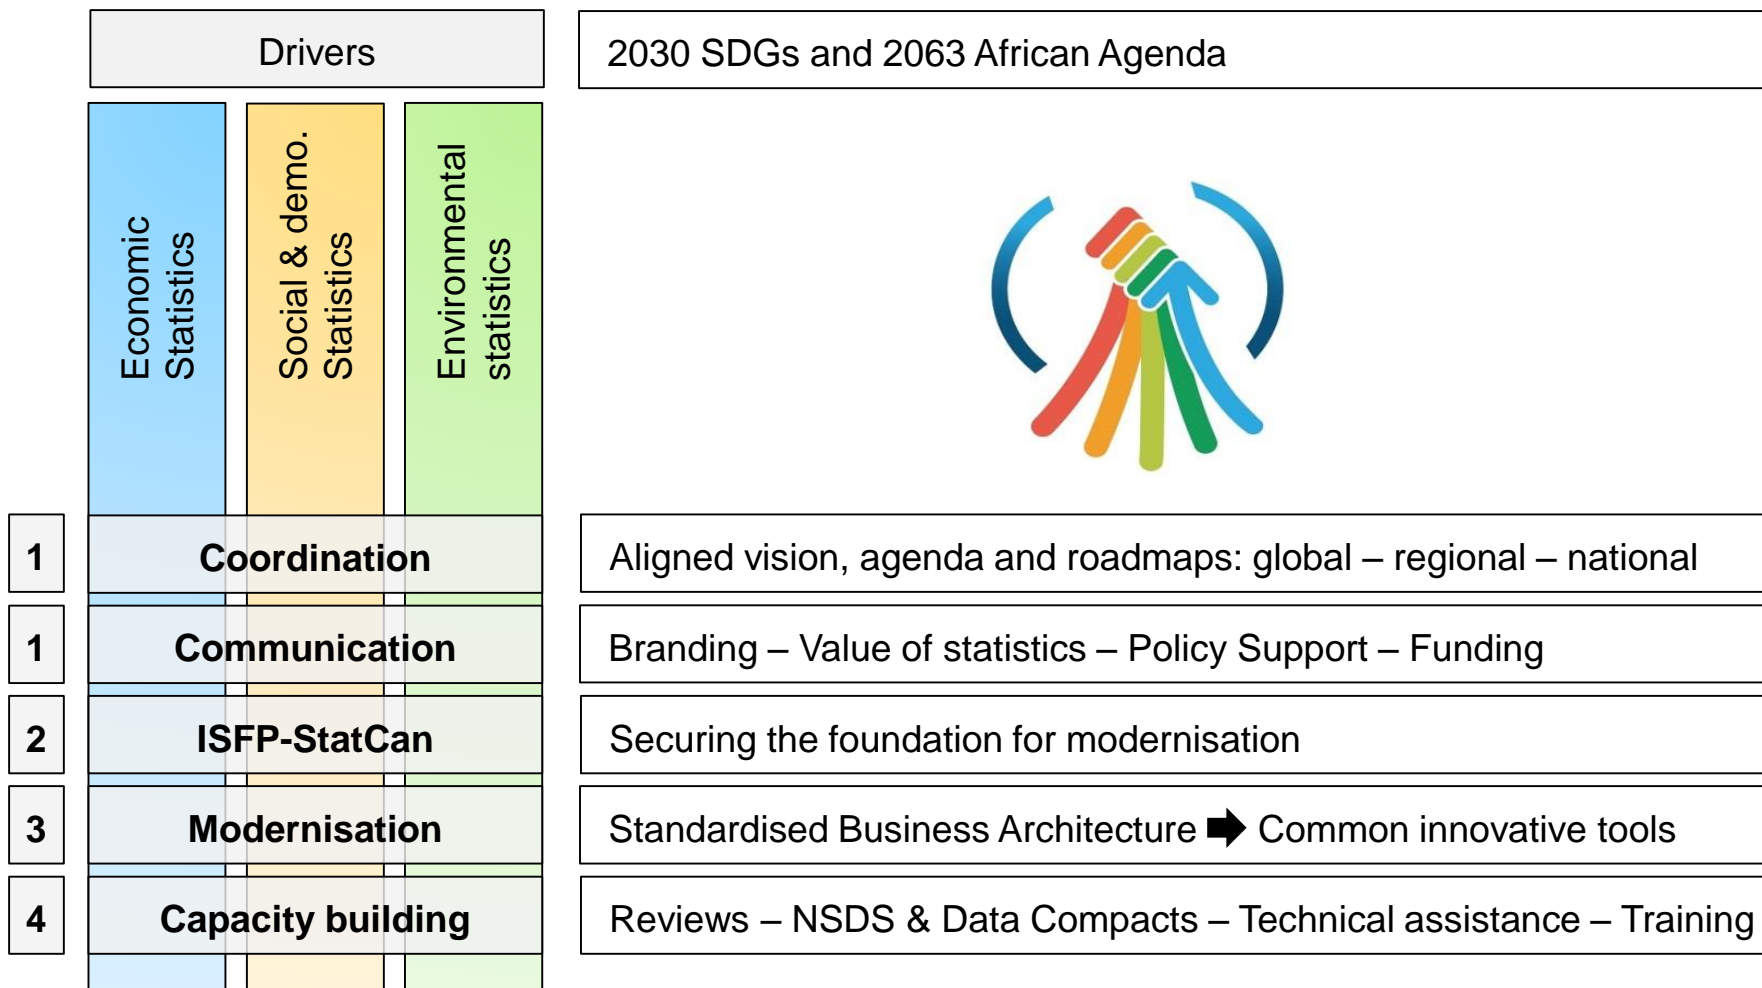 Drivers
2030 SDGs and 2063 African Agenda
Economic
Statistics
Social & demo.
Statistics
Environmental
statistics
1
Coordination
Aligned vision, agenda and roadmaps: global – regional – national
1
Communication
Branding – Value of statistics – Policy Support – Funding
2
ISFP-StatCan
Securing the foundation for modernisation
3
Modernisation
Standardised Business Architecture ➡ Common innovative tools
4
Capacity building
Reviews – NSDS & Data Compacts – Technical assistance – Training